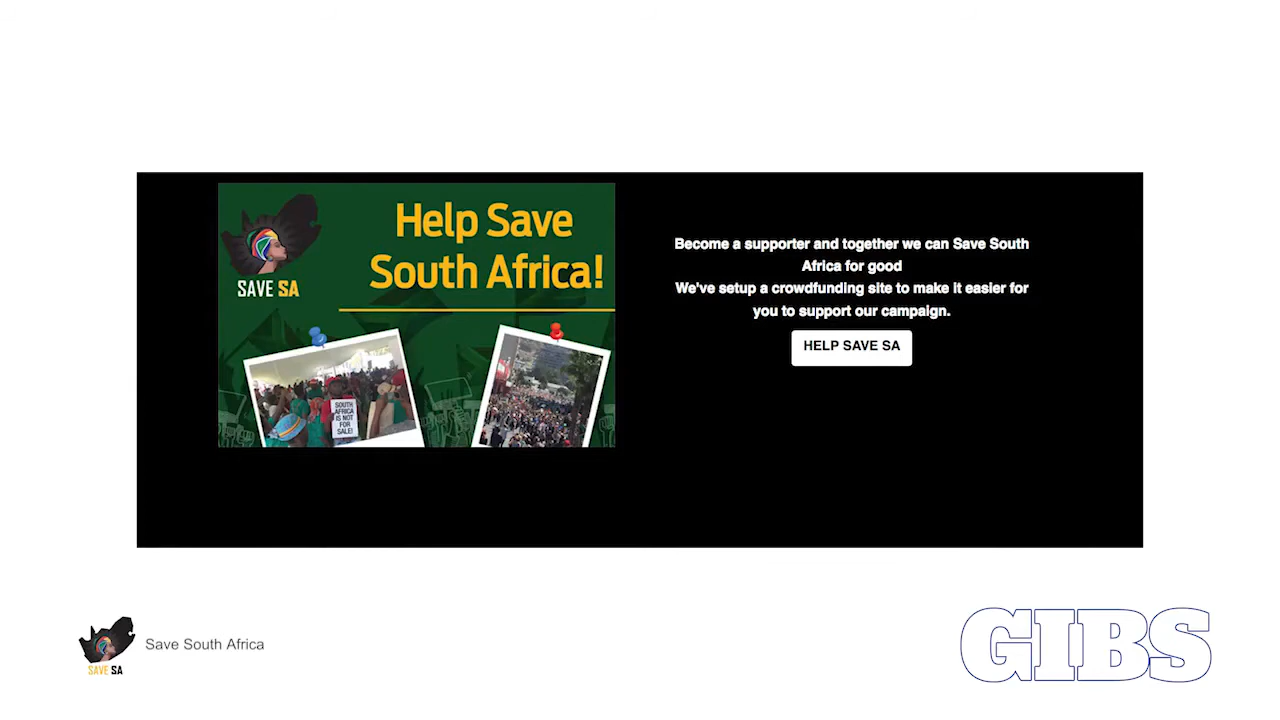 Help Save
South Africa!
SAVE SA
SOUTH
AFRICA
IS NOT
FOR
SALE!
Become a supporter and together we can Save South
Africa for good
We've setup a crowdfunding site to make it easier for
you to support our campaign.
HELP SAVE SA
SAVE SA
Save South Africa
GIBS